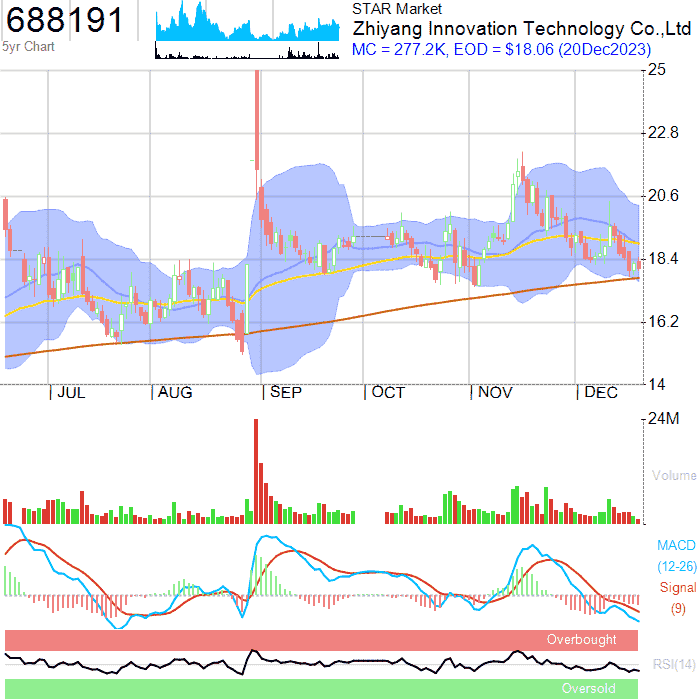 688191
5yr Chart
STAR Market
Zhiyang Innovation Technology Co.,Ltd
MC = 277.2K, EOD = $18.06 (20Dec2023)
25
22.8
20.6
18.4
16.2
14
JUL
AUG
SEP
OCT
NOV
DEC
24M
Volume
MACD
(12-26)
Signal
(9)
Overbought
RSI(14)
Oversold